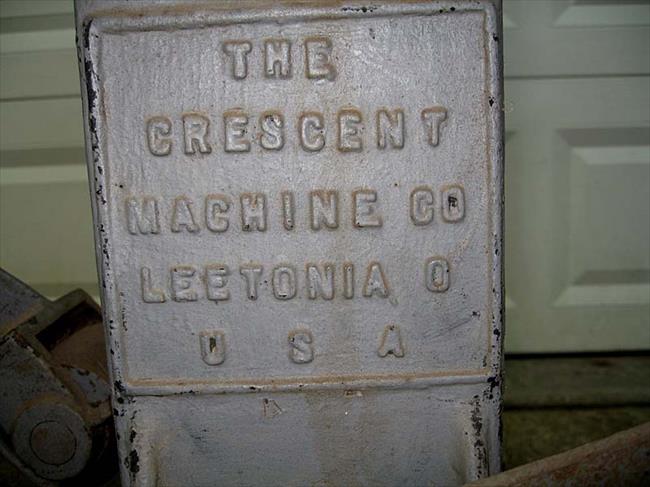 THE
CRESCENT
MACHINE CO
LEETONIA O
U S A